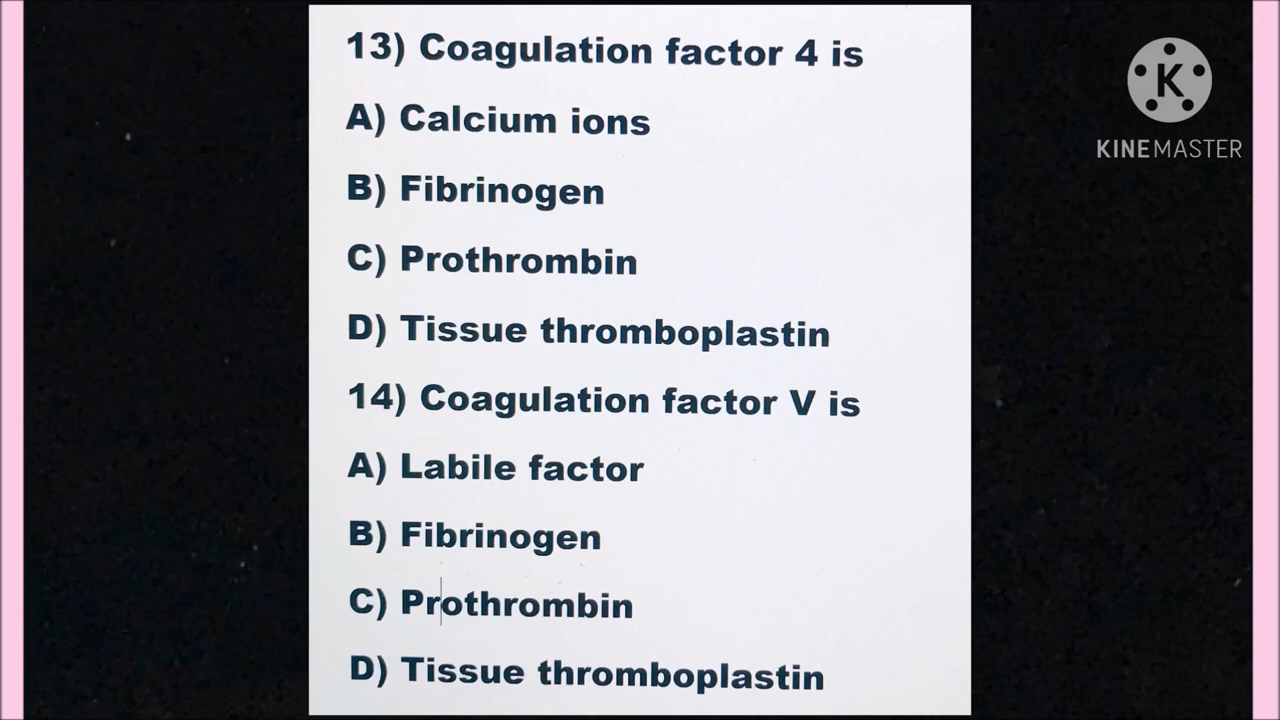 13) Coagulation factor 4 is
A) Calcium ions
B) Fibrinogen
C) Prothrombin
D) Tissue thromboplastin
14) Coagulation factor V is
A) Labile factor
B) Fibrinogen
C) Prothrombin
D) Tissue thromboplastin
K
KINEMASTER